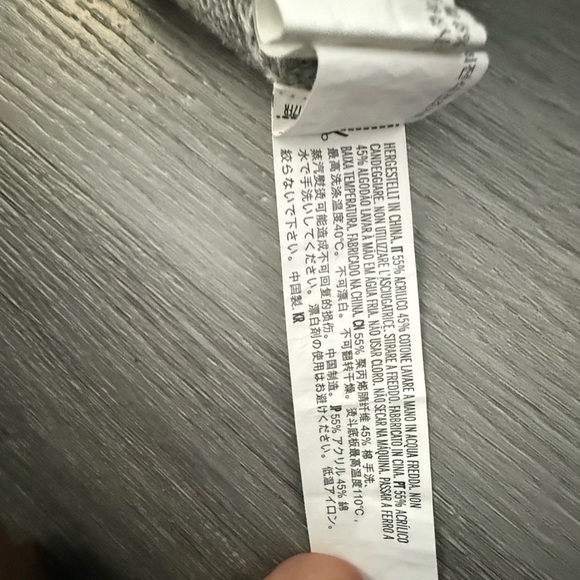 HERGESTELLT IN CHINA. IT 55% ACRILICO 45% COTONE LAVARE A MANO IN ACQUA FREDDA. NON
CANDEGGIARE. NON UTILIZZARE L'ASCIUGATRICE. STIRARE A FREDDO. FABBRICATO IN CINA. PT 55% ACRÍLICO
45% ALGODÃO LAVAR À MÃO EM ÁGUA FRIA. NÃO USAR CLORO. NÃO SECAR NA MÁQUINA. PASSAR A FERRO A
BAIXA TEMPERATURA. FABRICADO NA CHINA. CN 55% 聚丙烯腈纤维 45% 棉 手洗、
最高洗涤温度40°C。 不可漂白。 不可翻转干燥。 熨斗底板最高温度110°C，
蒸汽熨烫可能造成不可回复的损伤。 中国制造。 JP 55% アクリル 45% 綿
水で手洗いしてください。 漂白剤の使用はお避けください。 低温アイロン。
絞らないで下さい。 中国製. KR